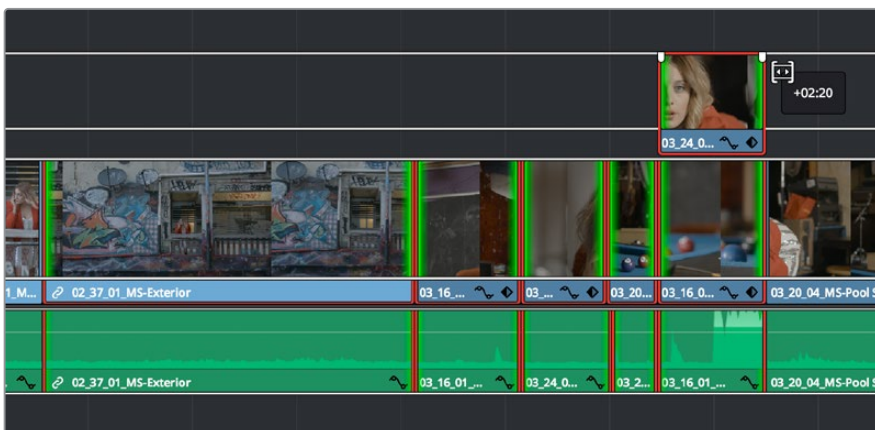 +02:20
03_24_0...
1_M...
02_37_01_MS-Exterior
03_16_...
03_...
03_20...
03_16_0...
03_20_04_MS-Pool S
02_37_01_MS-Exterior
03_16_01_...
03_24_0...
03_2...
03_16_01_...
03_20_04_MS-Pool S